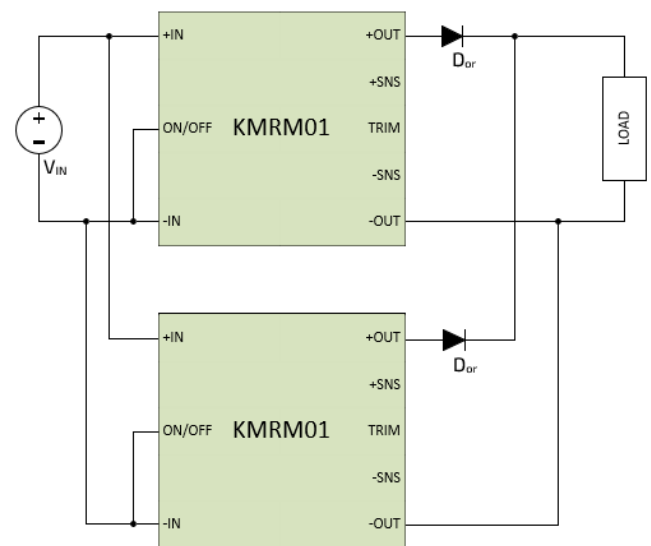 +IN
+OUT
Dor
+SNS
ON/OFF
KMRM01
TRIM
LOAD
+
-
VIN
-SNS
-IN
-OUT
+IN
+OUT
Dor
+SNS
ON/OFF
KMRM01
TRIM
-SNS
-IN
-OUT